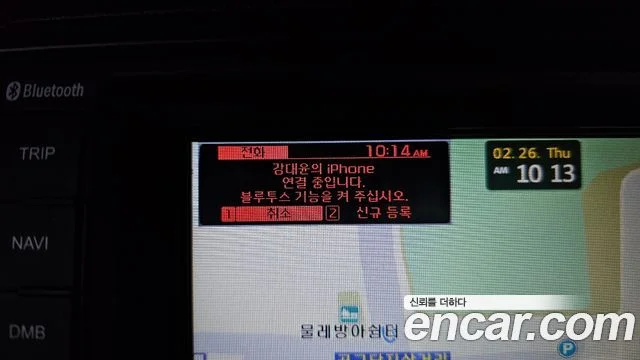 Bluetooth
TRIP
NAVI
DMB
전화 10:14 AM
강대윤의 iPhone
연결 중입니다.
블루투스 기능을 켜 주십시오.
1 취소 2 신규 등록
02. 26. Thu
AM 10 13
물레방아쉼터
P
신뢰를 더하다
encar.com